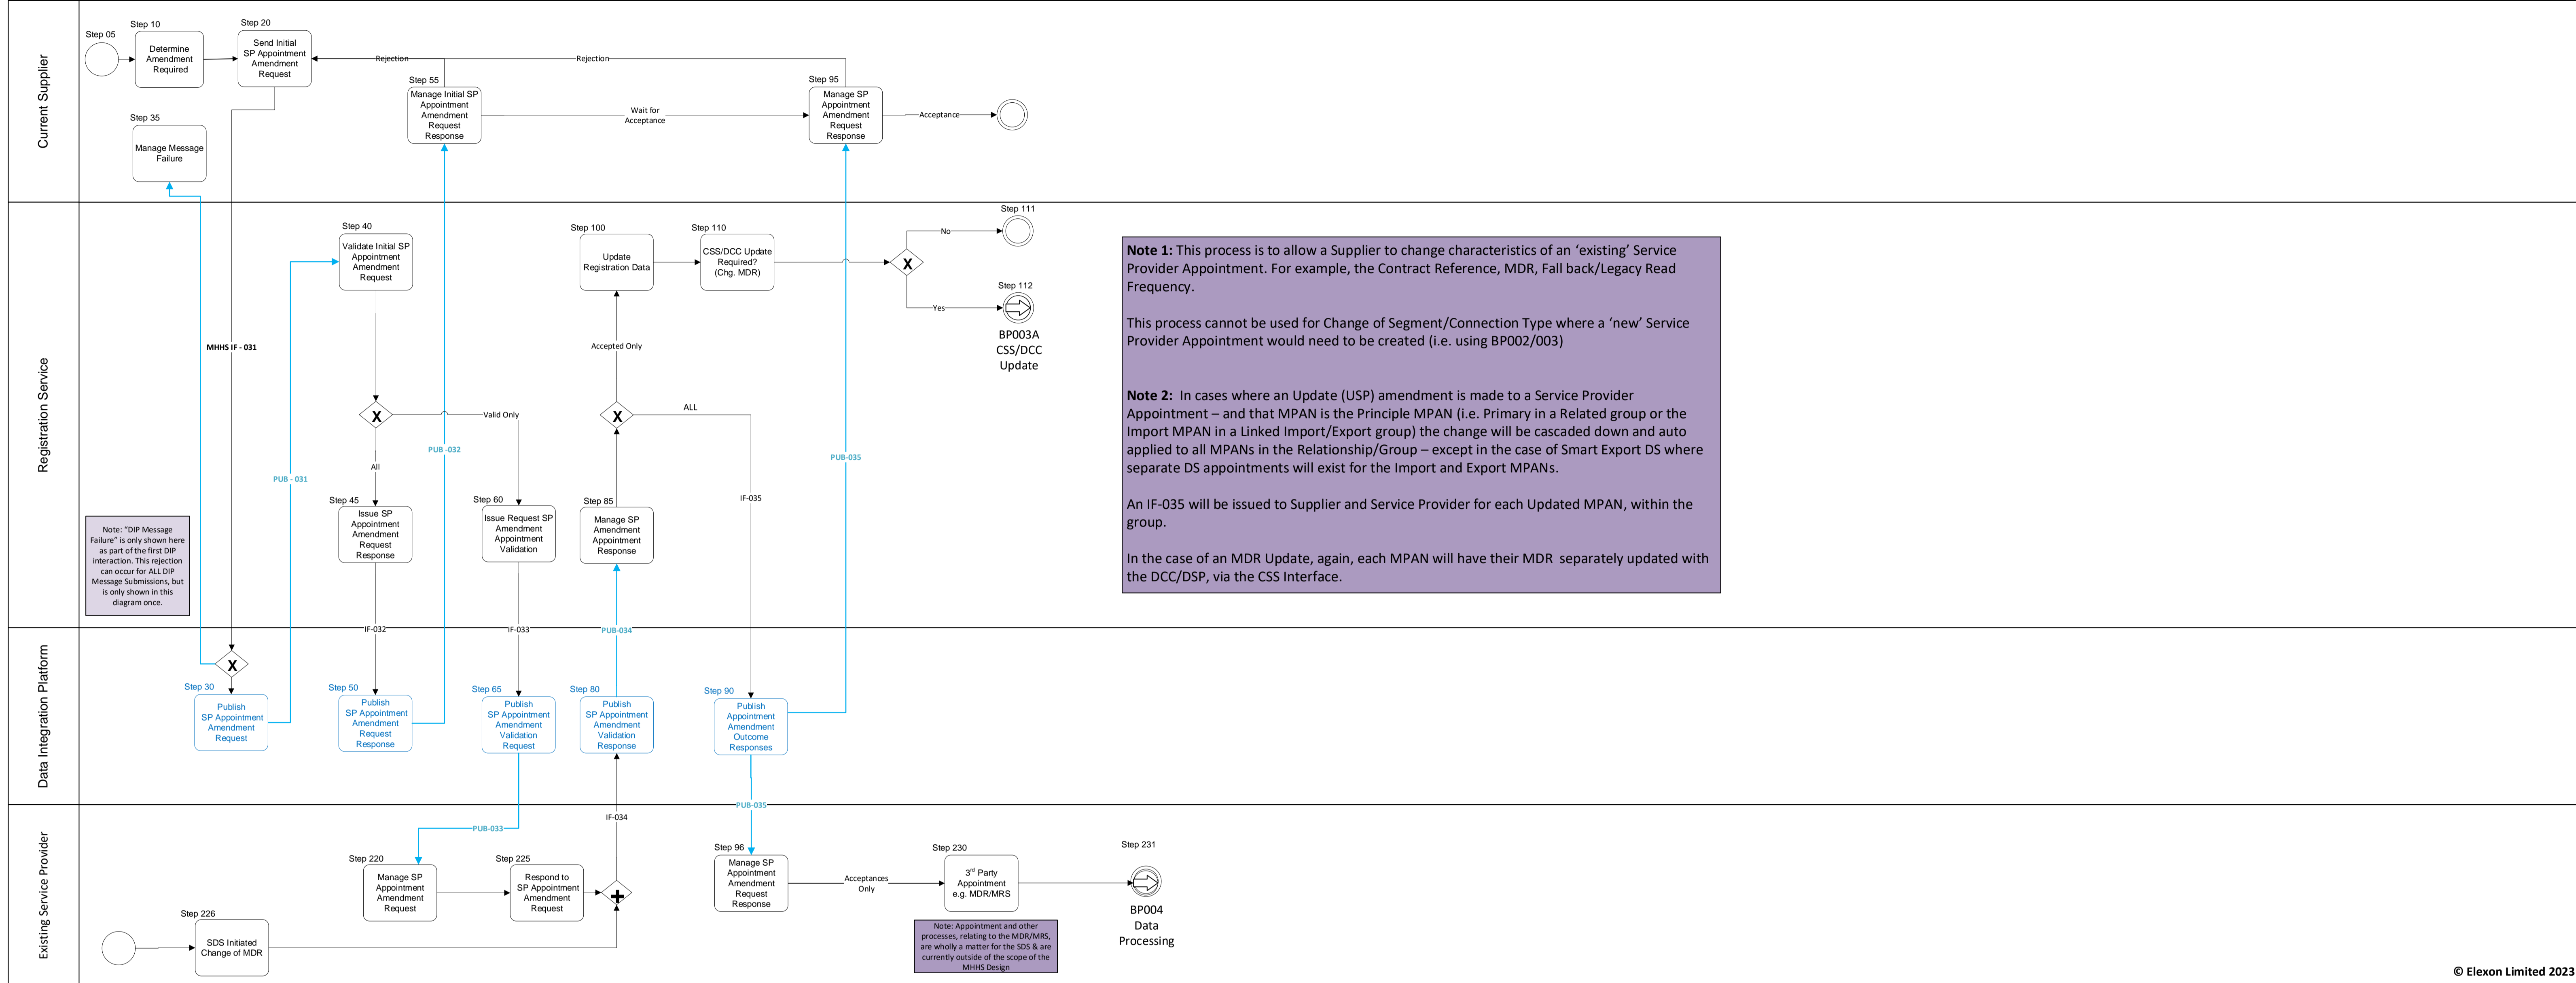 Current Supplier
Step 05
Step 10
Determine
Amendment
Required
Step 20
Send Initial
SP Appointment
Amendment
Request
Rejection
Rejection
Step 35
Manage Message
Failure
Step 55
Manage Initial SP
Appointment
Amendment
Request
Response
Wait for
Acceptance
Step 95
Manage SP
Appointment
Amendment
Request
Response
Acceptance
Registration Service
MHHS IF - 031
Note: “DIP Message
Failure” is only shown here
as part of the first DIP
interaction. This rejection
can occur for ALL DIP
Message Submissions, but
is only shown in this
diagram once.
PUB - 031
Step 40
Validate Initial SP
Appointment
Amendment
Request
X
Valid Only
All
Step 45
Issue SP
Appointment
Amendment
Request
Response
PUB -032
Step 60
Issue Request SP
Amendment
Appointment
Validation
Step 100
Update
Registration Data
Step 110
CSS/DCC Update
Required?
(Chg. MDR)
Accepted Only
X
ALL
Step 85
Manage SP
Amendment
Appointment
Response
IF-035
PUB-035
X
No
Step 111
Yes
Step 112
BP003A
CSS/DCC
Update
Note 1: This process is to allow a Supplier to change characteristics of an ‘existing’ Service
Provider Appointment. For example, the Contract Reference, MDR, Fall back/Legacy Read
Frequency.
This process cannot be used for Change of Segment/Connection Type where a ‘new’ Service
Provider Appointment would need to be created (i.e. using BP002/003)
Note 2: In cases where an Update (USP) amendment is made to a Service Provider
Appointment – and that MPAN is the Principle MPAN (i.e. Primary in a Related group or the
Import MPAN in a Linked Import/Export group) the change will be cascaded down and auto
applied to all MPANs in the Relationship/Group – except in the case of Smart Export DS where
separate DS appointments will exist for the Import and Export MPANs.
An IF-035 will be issued to Supplier and Service Provider for each Updated MPAN, within the
group.
In the case of an MDR Update, again, each MPAN will have their MDR separately updated with
the DCC/DSP, via the CSS Interface.
IF-032
IF-033
PUB-034
Data Integration Platform
X
Step 30
Publish
SP Appointment
Amendment
Request
Step 50
Publish
SP Appointment
Amendment
Request
Response
Step 65
Publish
SP Appointment
Amendment
Validation
Request
Step 80
Publish
SP Appointment
Amendment
Validation
Response
Step 90
Publish
Appointment
Amendment
Outcome
Responses
PUB-035
Existing Service Provider
PUB-033
IF-034
Step 220
Manage SP
Appointment
Amendment
Request
Step 225
Respond to
SP Appointment
Amendment
Request
Step 226
SDS Initiated
Change of MDR
Step 96
Manage SP
Appointment
Amendment
Request
Response
Acceptances
Only
Step 230
3rd Party
Appointment
e.g. MDR/MRS
Note: Appointment and other
processes, relating to the MDR/MRS,
are wholly a matter for the SDS & are
currently outside of the scope of the
MHHS Design
Step 231
BP004
Data
Processing
© Elexon Limited 2023